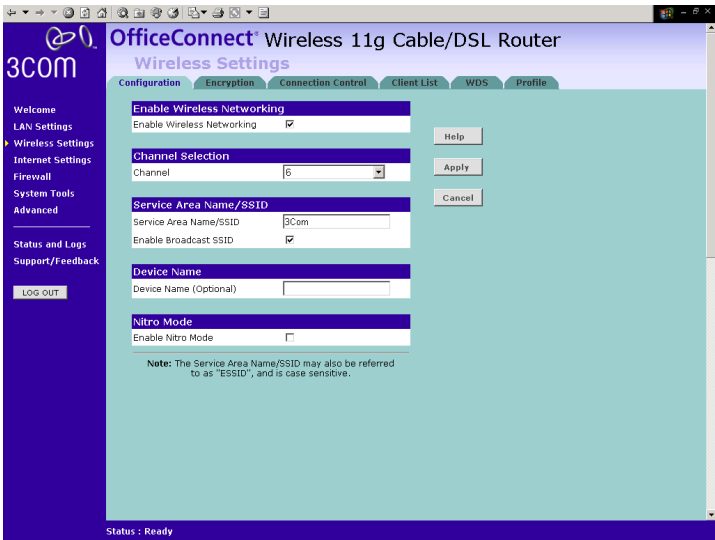 3COM
OfficeConnect® Wireless 11g Cable/DSL Router
Wireless Settings
Configuration Encryption Connection Control Client List WDS Profile
Welcome
LAN Settings
Wireless Settings
Internet Settings
Firewall
System Tools
Advanced
Status and Logs
Support/Feedback
LOG OUT
Enable Wireless Networking
Enable Wireless Networking
Channel Selection
Channel 6
Service Area Name/SSID
Service Area Name/SSID 3Com
Enable Broadcast SSID
Device Name
Device Name (Optional)
Nitro Mode
Enable Nitro Mode
Note: The Service Area Name/SSID may also be referred
to as "ESSID", and is case sensitive.
Help
Apply
Cancel
Status : Ready